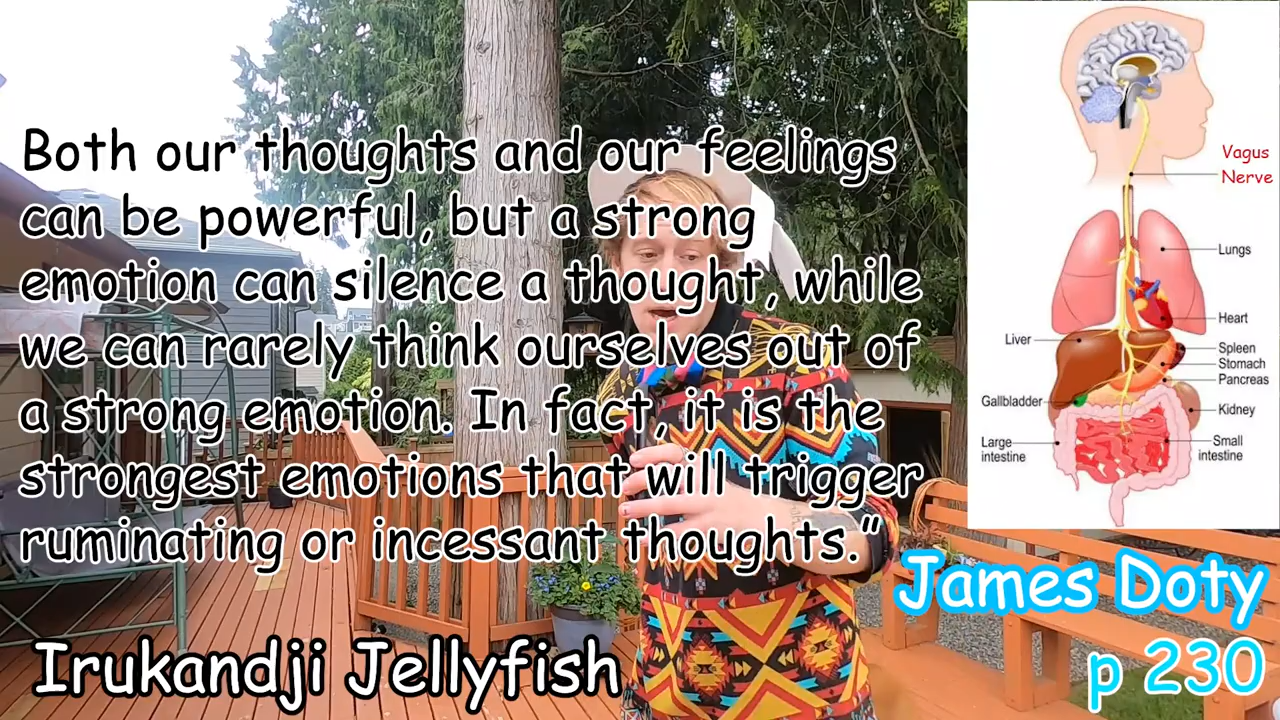 Both our thoughts and our feelings
can be powerful, but a strong
emotion can silence a thought, while
we can rarely think ourselves out of
a strong emotion. In fact, it is the
strongest emotions that will trigger
ruminating or incessant thoughts.”
James Doty
p 230
Irukandji Jellyfish
Vagus
Nerve
Lungs
Heart
Liver
Spleen
Stomach
Pancreas
Gallbladder
Kidney
Large
intestine
Small
intestine